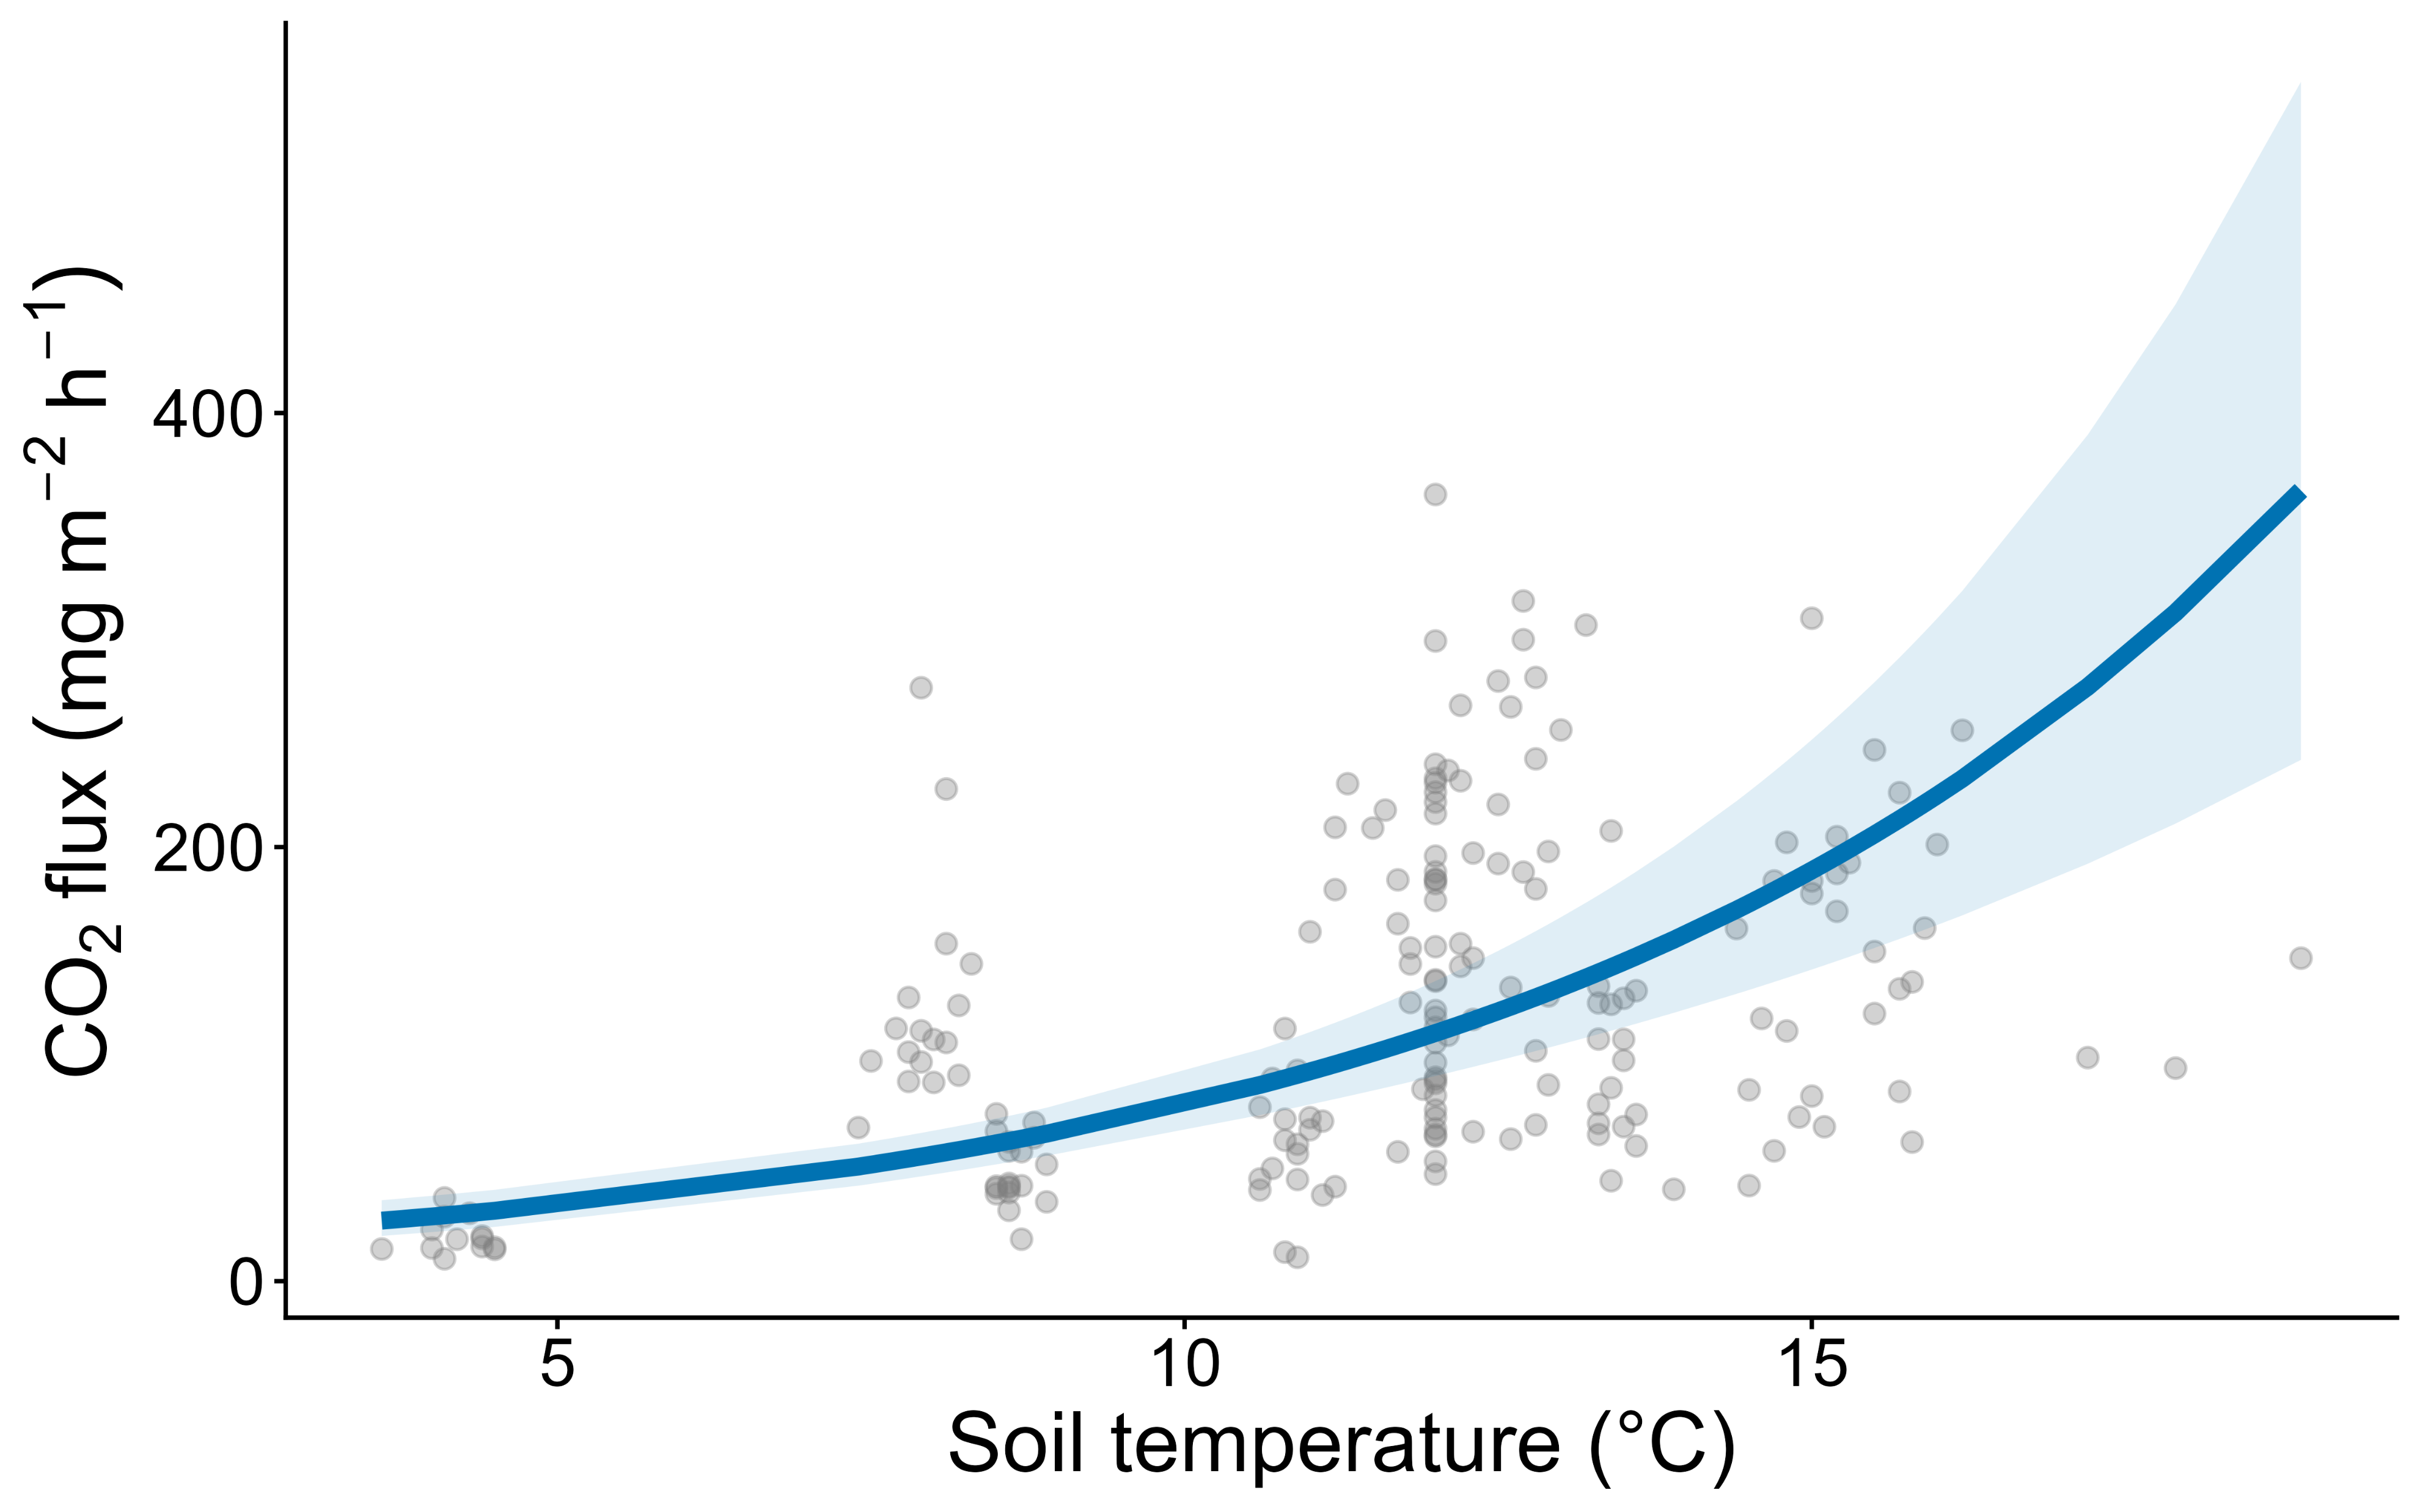 CO₂ flux (mg m⁻² h⁻¹)
400
200
0
5 10 15
Soil temperature (°C)